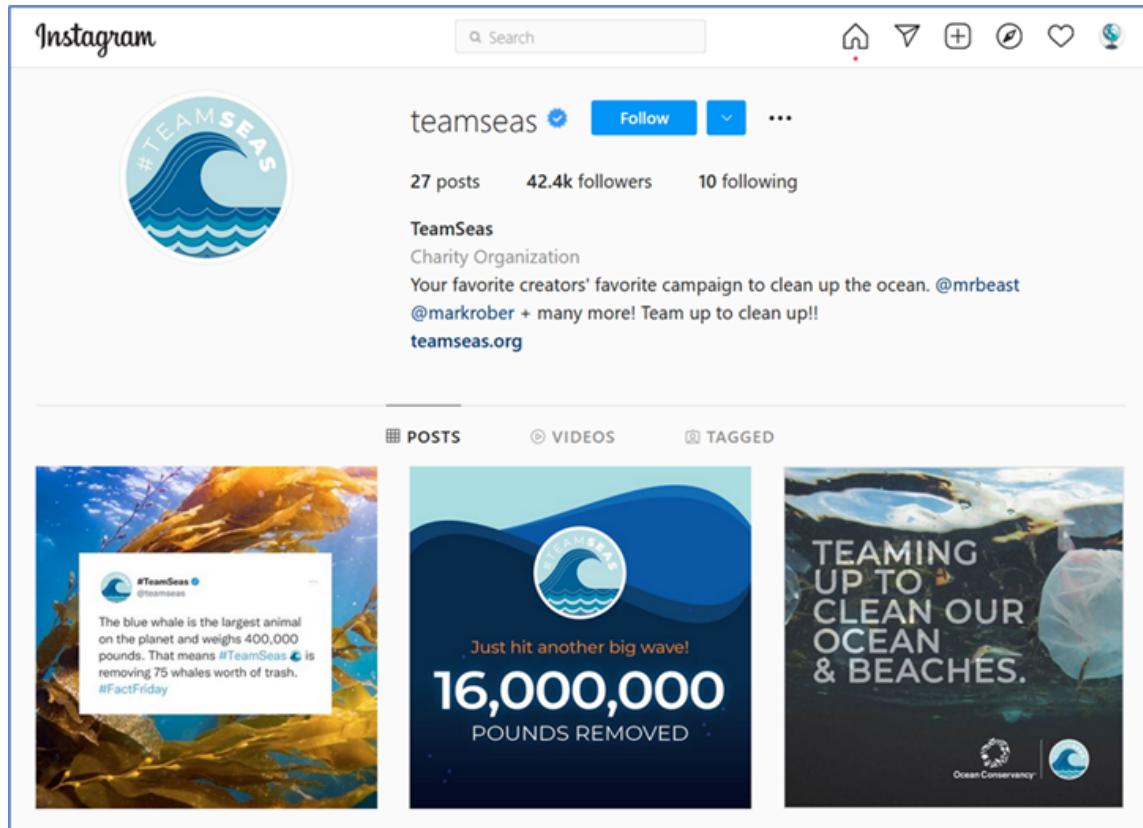 Instagram
Search
#TEAMSEAS
teamseas
Follow
27 posts 42.4k followers 10 following
TeamSeas
Charity Organization
Your favorite creators' favorite campaign to clean up the ocean. @mrbeast
@markrober + many more! Team up to clean up!!
teamseas.org
POSTS VIDEOS TAGGED
#TeamSeas
@teamseas
The blue whale is the largest animal
on the planet and weighs 400,000
pounds. That means #TeamSeas 🌊 is
removing 75 whales worth of trash.
#FactFriday
#TEAMSEAS
Just hit another big wave!
16,000,000
POUNDS REMOVED
TEAMING
UP TO
CLEAN OUR
OCEAN
& BEACHES.
Ocean Conservancy